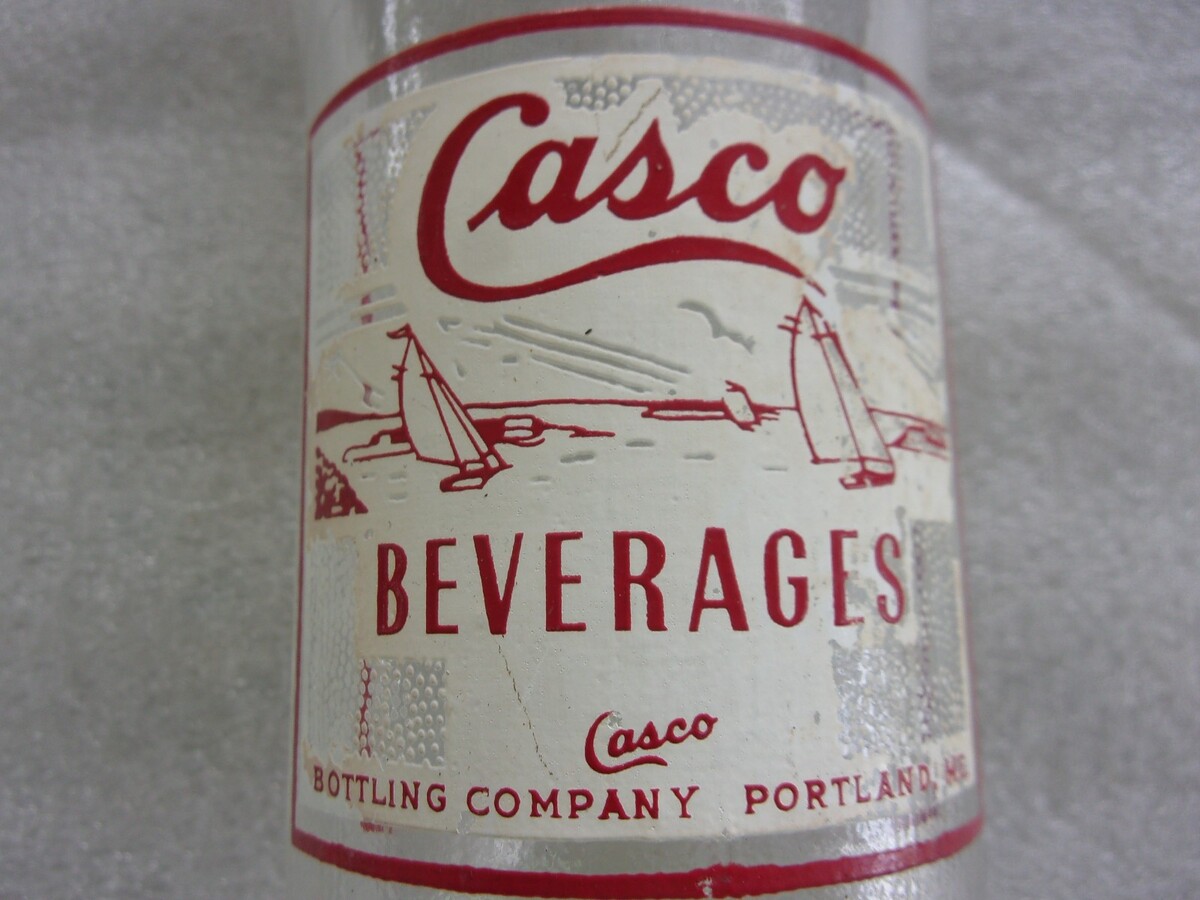 Casco
BEVERAGES
Casco
BOTTLING COMPANY PORTLAND, ME.